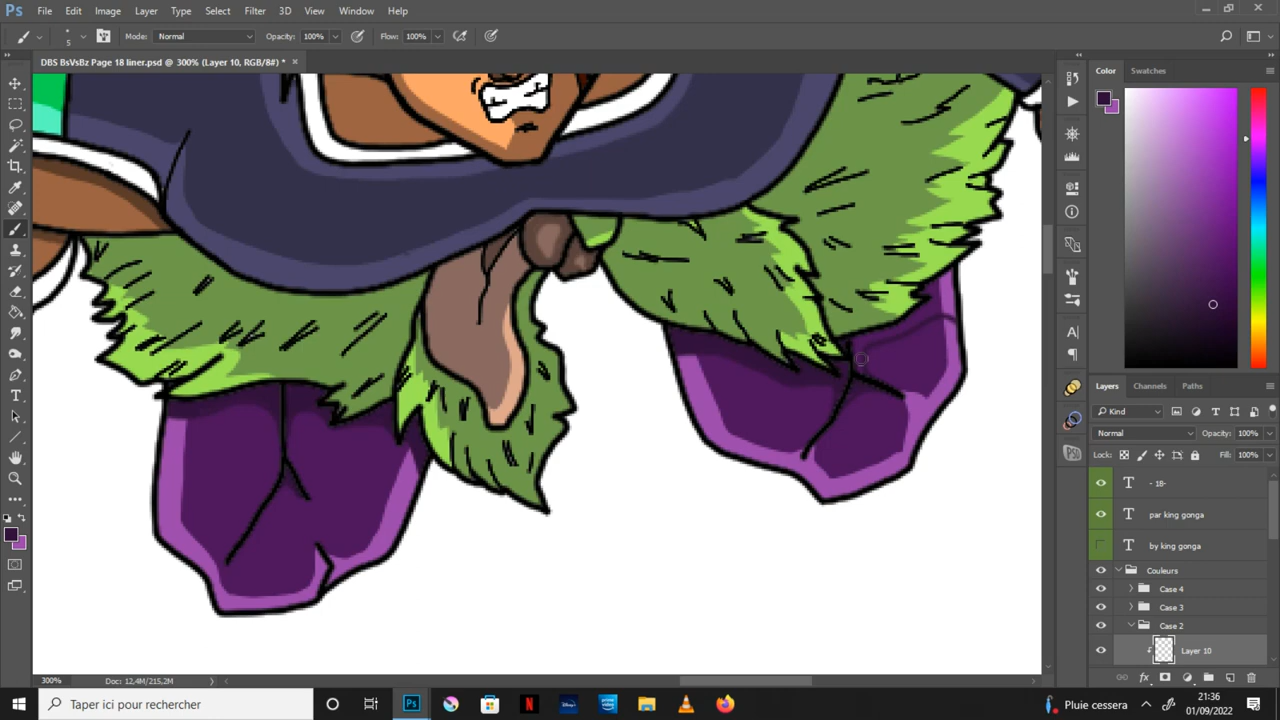 Ps File Edit Image Layer Type Select Filter 3D View Window Help
5 Mode: Normal Opacity: 100% Flow: 100%
DBS BsVsBz Page 18 liner.psd @ 300% (Layer 10, RGB/8#) * ×
Color Swatches
Layers Channels Paths
Kind
Normal Opacity: 100%
Lock: Fill: 100%
- 18-
par king gonga
by king gonga
Couleurs
Case 4
Case 3
Case 2
Layer 10
300% Doc: 12,4M/215,2M
Taper ici pour rechercher
Pluie cessera
21:36
01/09/2022